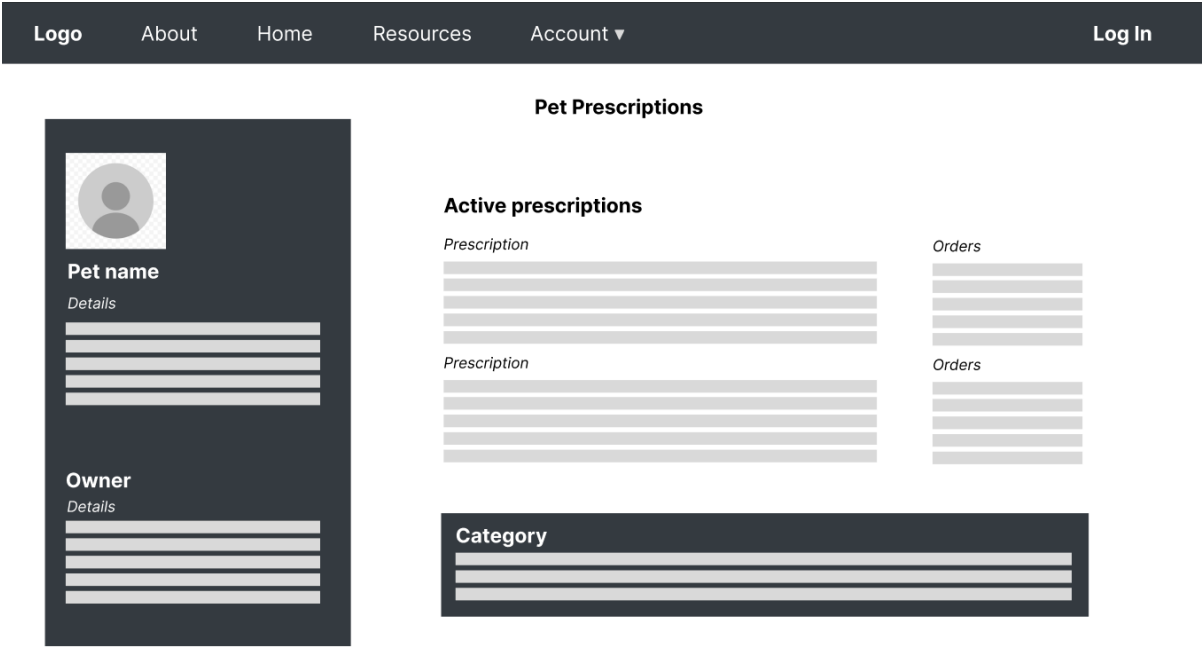 Logo About Home Resources Account ▾ Log In
Pet Prescriptions
Pet name
Details
Owner
Details
Active prescriptions
Prescription Orders
Prescription Orders
Category